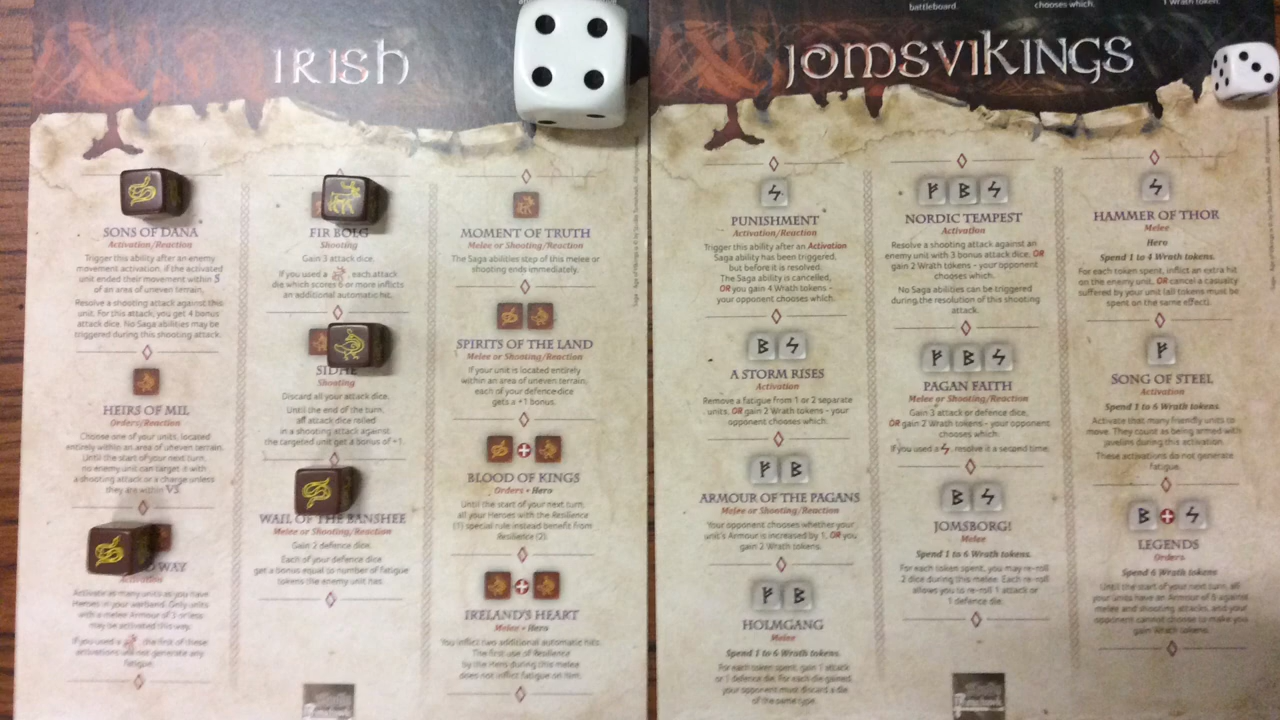 battleboard.
chooses which.
1 Wrath token.
IRISH
SONS OF DANA
Activation/Reaction
Trigger this ability after an enemy
movement activation, if the activated
unit ended their movement within S
of an area of uneven terrain.
Resolve a shooting attack against this
unit. For this attack, you get 4 bonus
attack dice. No Saga abilities may be
triggered during this shooting attack.
HEIRS OF MIL
Orders/Reaction
Choose one of your units, located
entirely within an area of uneven terrain.
Until the start of your next turn,
no enemy unit can target it with
a shooting attack or a charge unless
they are within VS.
WAY
Activation
Activate as many units as you have
Heroes in your warband. Only units
with a melee Armour of 3 or less
may be activated this way.
If you used a , the first of these
activations will not generate any
fatigue.
FIR BOLG
Shooting
Gain 3 attack dice.
If you used a , each attack
die which scores 6 or more inflicts
an additional automatic hit.
SIDHE
Shooting
Discard all your attack dice.
Until the end of the turn,
all attack dice rolled
in a shooting attack against
the targeted unit get a bonus of +1.
WAIL OF THE BANSHEE
Melee or Shooting/Reaction
Gain 2 defence dice.
Each of your defence dice
get a bonus equal to number of fatigue
tokens the enemy unit has.
MOMENT OF TRUTH
Melee or Shooting/Reaction
The Saga abilities step of this melee or
shooting ends immediately.
SPIRITS OF THE LAND
Melee or Shooting/Reaction
If your unit is located entirely
within an area of uneven terrain,
each of your defence dice
gets a +1 bonus.
BLOOD OF KINGS
Orders • Hero
Until the start of your next turn,
all your Heroes with the Resilience
(1) special rule instead benefit from
Resilience (2).
IRELAND'S HEART
Melee • Hero
You inflict two additional automatic hits.
The first use of Resilience
by the Hero during this melee
does not inflict fatigue on him.
JOMSVIKINGS
PUNISHMENT
Activation/Reaction
Trigger this ability after an Activation
Saga ability has been triggered,
but before it is resolved.
The Saga ability is cancelled,
OR you gain 4 Wrath tokens –
your opponent chooses which.
A STORM RISES
Activation
Remove a fatigue from 1 or 2 separate
units, OR gain 2 Wrath tokens – your
opponent chooses which.
ARMOUR OF THE PAGANS
Melee or Shooting/Reaction
Your opponent chooses whether your
unit's Armour is increased by 1, OR you
gain 2 Wrath tokens.
HOLMGANG
Melee
Spend 1 to 6 Wrath tokens.
For each token spent, gain 1 attack
or 1 defence die. For each die gained
your opponent must discard a die
of the same type.
NORDIC TEMPEST
Activation
Resolve a shooting attack against an
enemy unit with 3 bonus attack dice, OR
gain 2 Wrath tokens – your opponent
chooses which.
No Saga abilities can be triggered
during the resolution of this shooting
attack.
PAGAN FAITH
Melee or Shooting/Reaction
Gain 3 attack or defence dice,
OR gain 2 Wrath tokens – your opponent
chooses which.
If you used a ᛋ, resolve it a second time.
JOMSBORG!
Melee
Spend 1 to 6 Wrath tokens.
For each token spent, you may re-roll
2 dice during this melee. Each re-roll
allows you to re-roll 1 attack or
1 defence die.
HAMMER OF THOR
Melee
Hero
Spend 1 to 4 Wrath tokens.
For each token spent, inflict an extra hit
on the enemy unit, OR cancel a casualty
suffered by your unit (all tokens must be
spent on the same effect).
SONG OF STEEL
Activation
Spend 1 to 6 Wrath tokens.
Activate that many friendly units to
move. They count as being armed with
javelins during this activation.
These activations do not generate
fatigue.
LEGENDS
Orders
Spend 6 Wrath tokens
Until the start of your next turn, all
your units have an Armour of 5 against
melee and shooting attacks, and your
opponent cannot choose to make you
gain Wrath tokens.